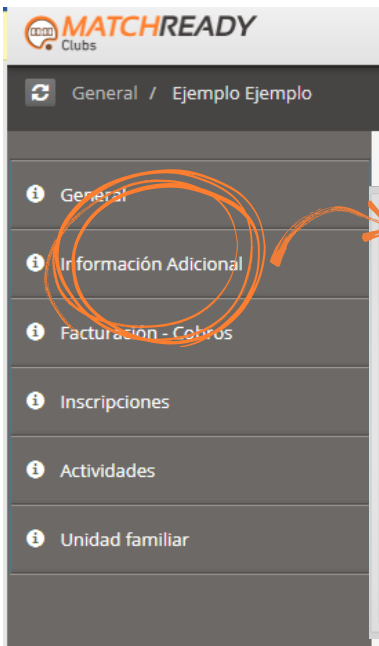 MATCHREADY
Clubs
General / Ejemplo Ejemplo
General
Información Adicional
Facturación - Cobros
Inscripciones
Actividades
Unidad familiar